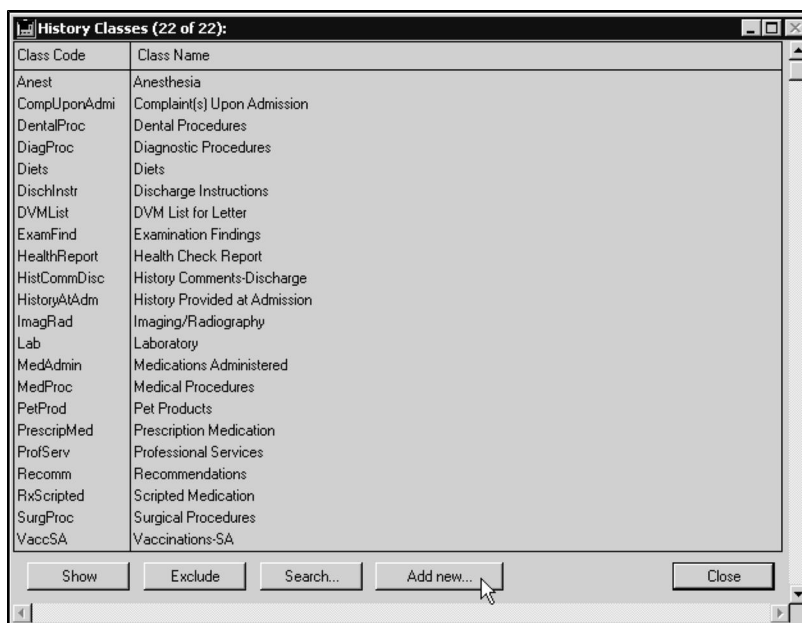 History Classes (22 of 22):
Class Code Class Name
Anest Anesthesia
CompUponAdmi Complaint(s) Upon Admission
DentalProc Dental Procedures
DiagProc Diagnostic Procedures
Diets Diets
DischInstr Discharge Instructions
DVMList DVM List for Letter
ExamFind Examination Findings
HealthReport Health Check Report
HistCommDisc History Comments-Discharge
HistoryAtAdm History Provided at Admission
ImagRad Imaging/Radiography
Lab Laboratory
MedAdmin Medications Administered
MedProc Medical Procedures
PetProd Pet Products
PrescripMed Prescription Medication
ProfServ Professional Services
Recomm Recommendations
RxScripted Scripted Medication
SurgProc Surgical Procedures
VaccSA Vaccinations-SA
Show Exclude Search... Add new... Close